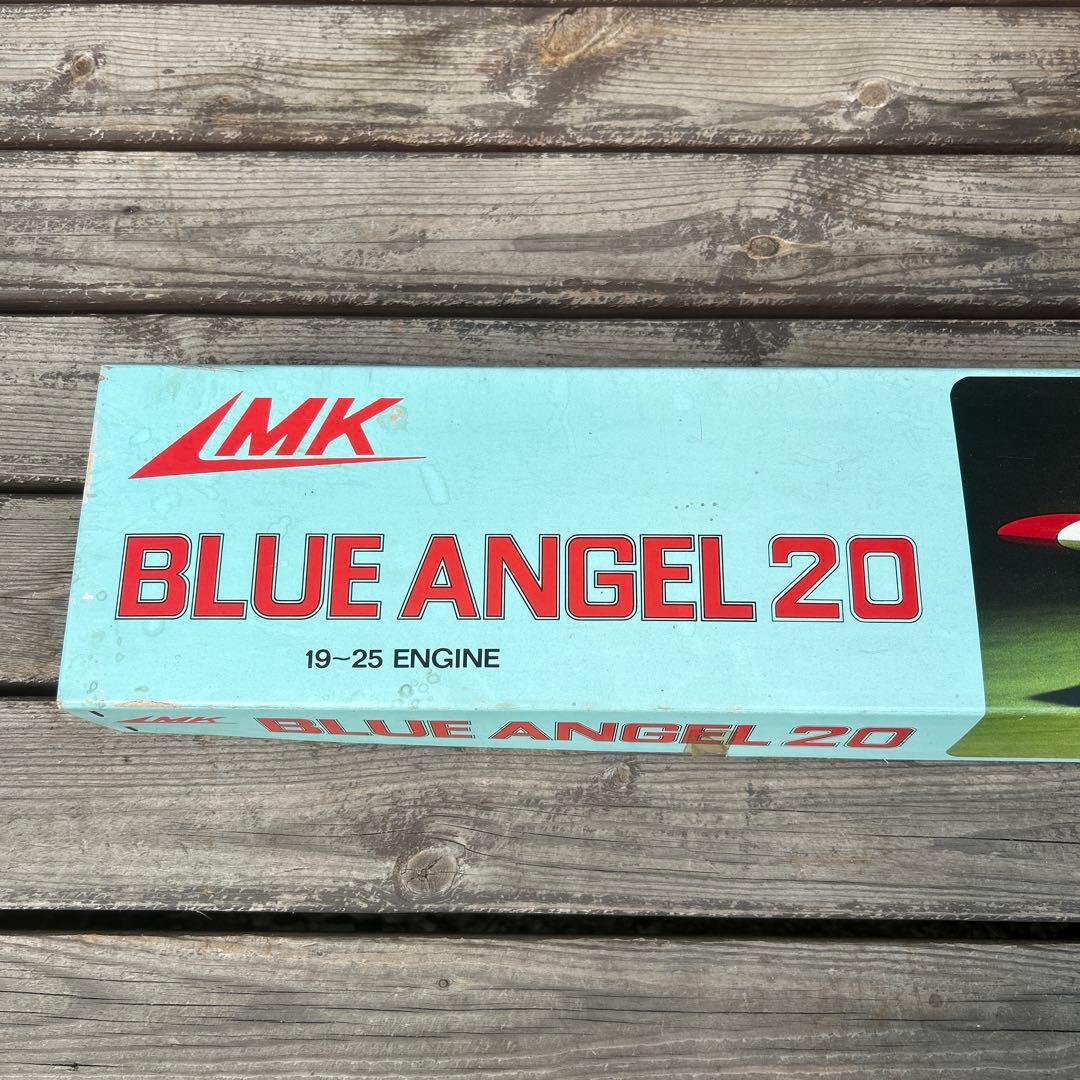 MK
BLUE ANGEL 20
19~25 ENGINE
MK BLUE ANGEL 20